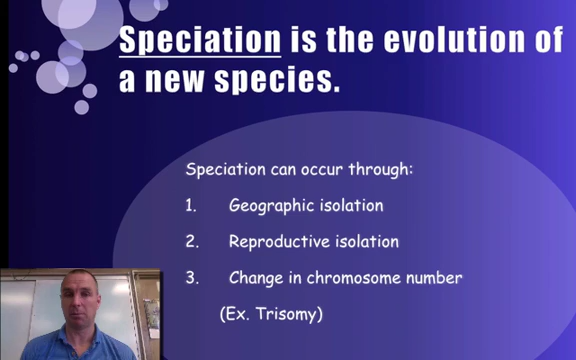 Speciation is the evolution of
a new species.
Speciation can occur through:
1. Geographic isolation
2. Reproductive isolation
3. Change in chromosome number
(Ex. Trisomy)